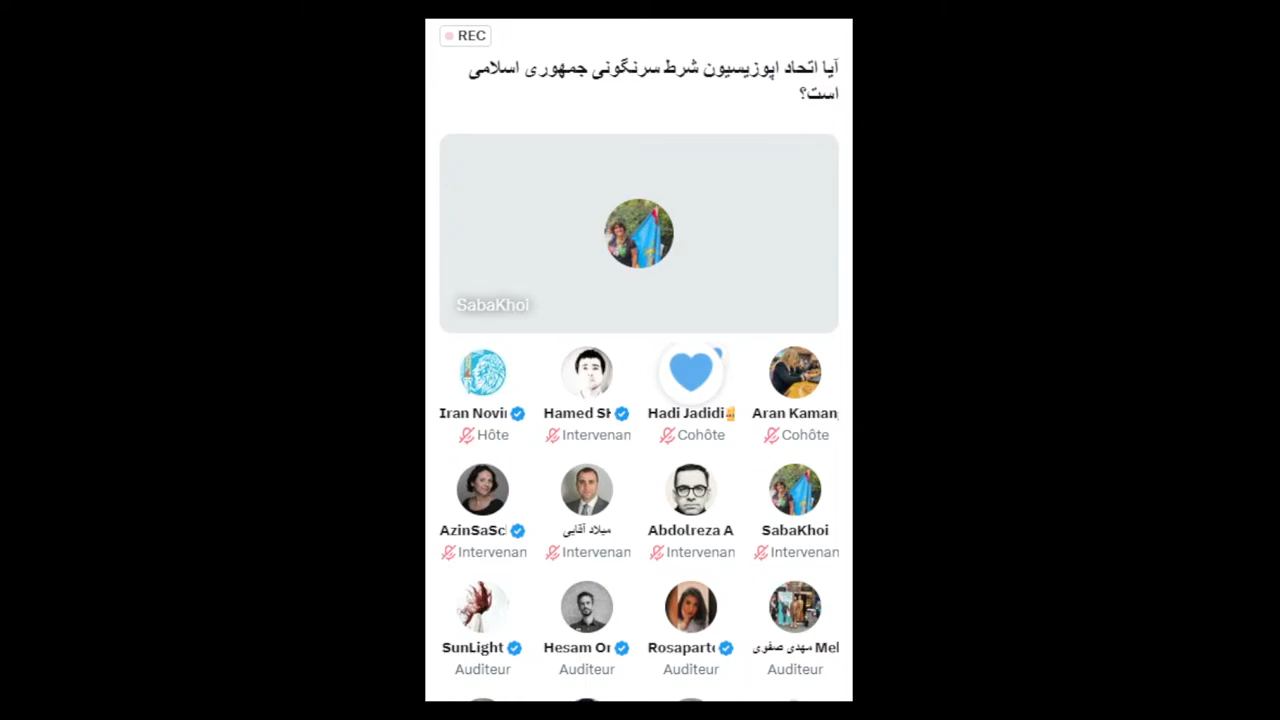 REC
آیا اتحاد اپوزیسیون شرط سرنگونی جمهوری اسلامی
است؟
SabaKhoi
Iran Novi Hamed Sh Hadi Jadidi Aran Kaman
Hôte Intervenan Cohôte Cohôte
AzinSaSc میلاد آقایی Abdolreza A SabaKhoi
Intervenan Intervenan Intervenan Intervenan
SunLight Hesam Or Rosaparto مهدی صفوی Mel
Auditeur Auditeur Auditeur Auditeur